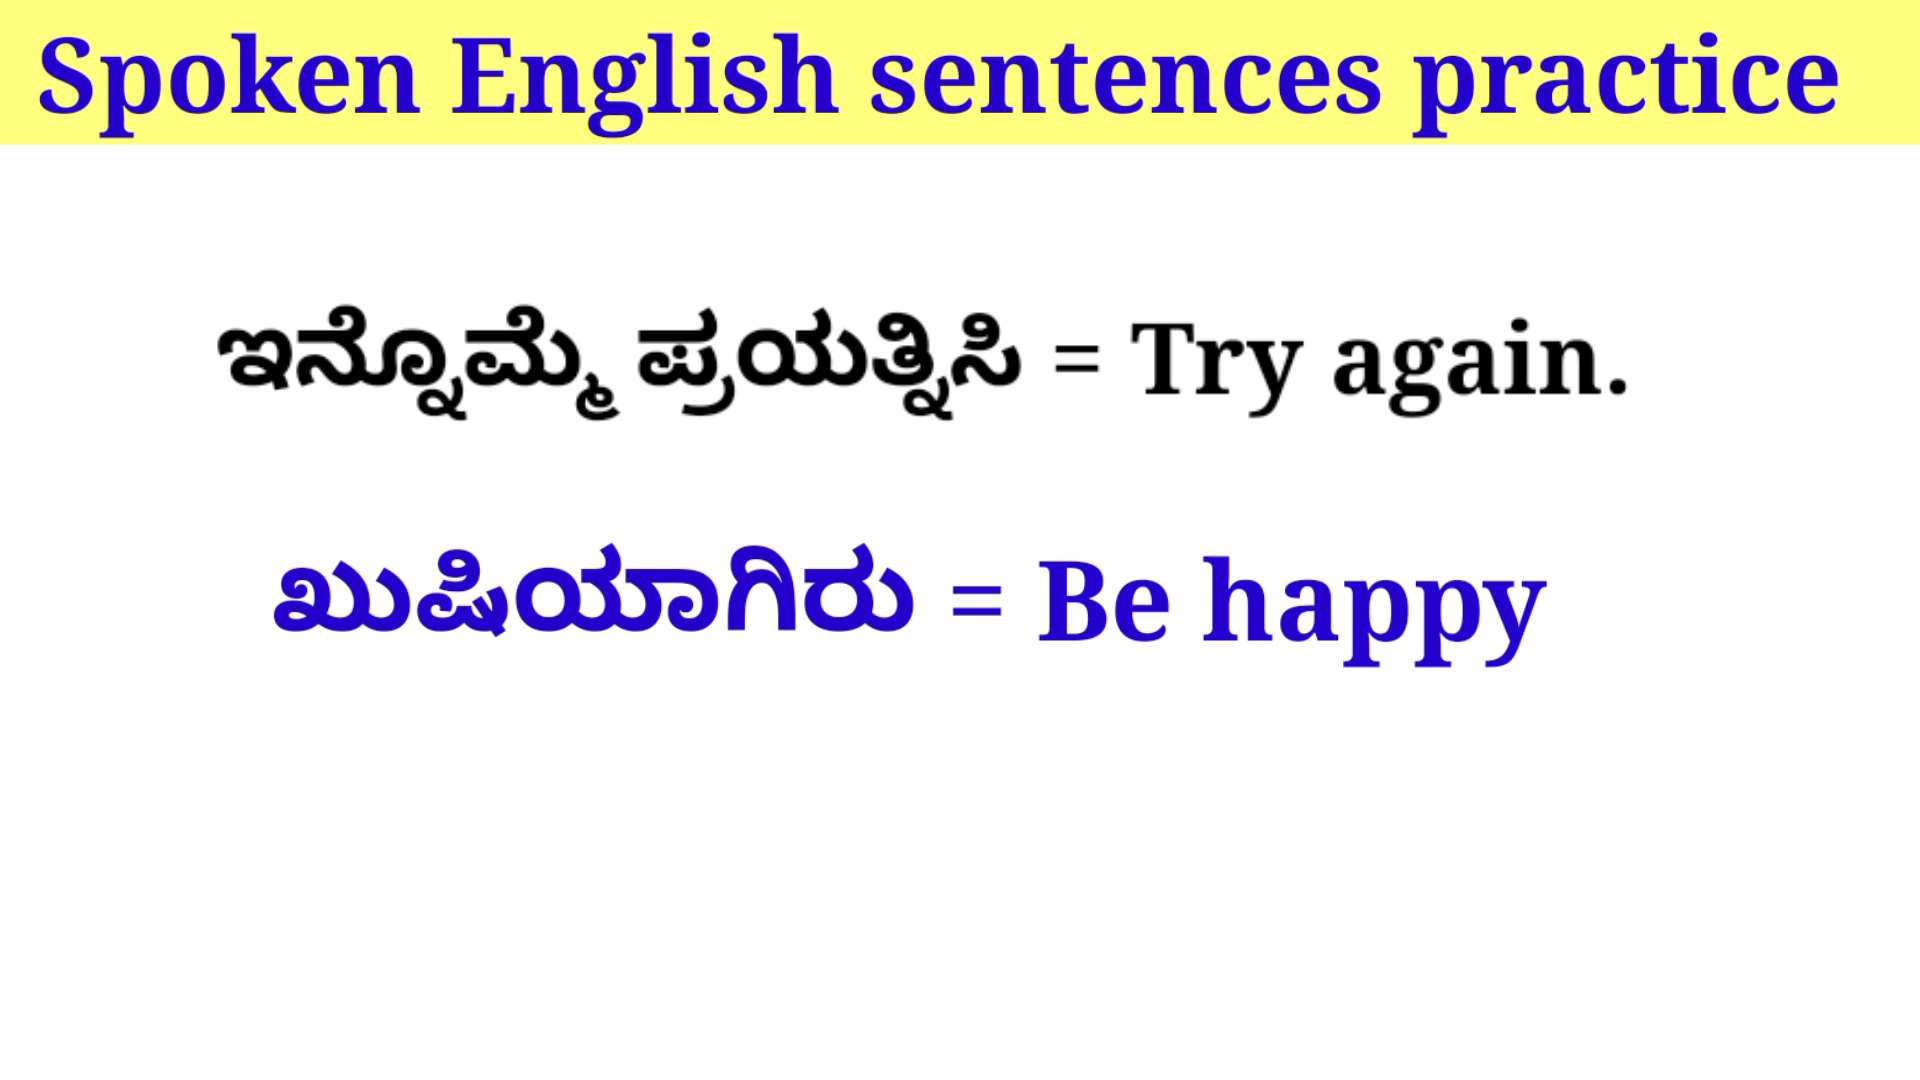 Spoken English sentences practice
ಇನ್ನೊಮ್ಮೆ ಪ್ರಯತ್ನಿಸಿ = Try again.
ಖುಷಿಯಾಗಿರು = Be happy